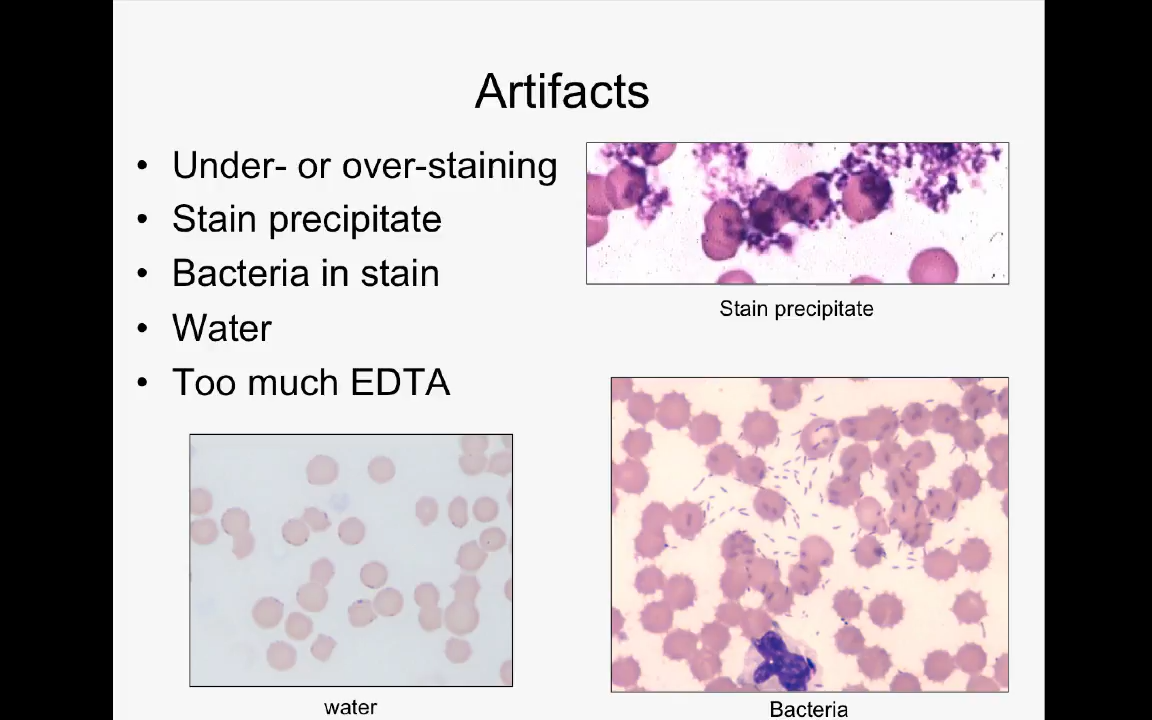 Artifacts
• Under- or over-staining
• Stain precipitate
• Bacteria in stain
• Water
• Too much EDTA
Stain precipitate
water
Bacteria